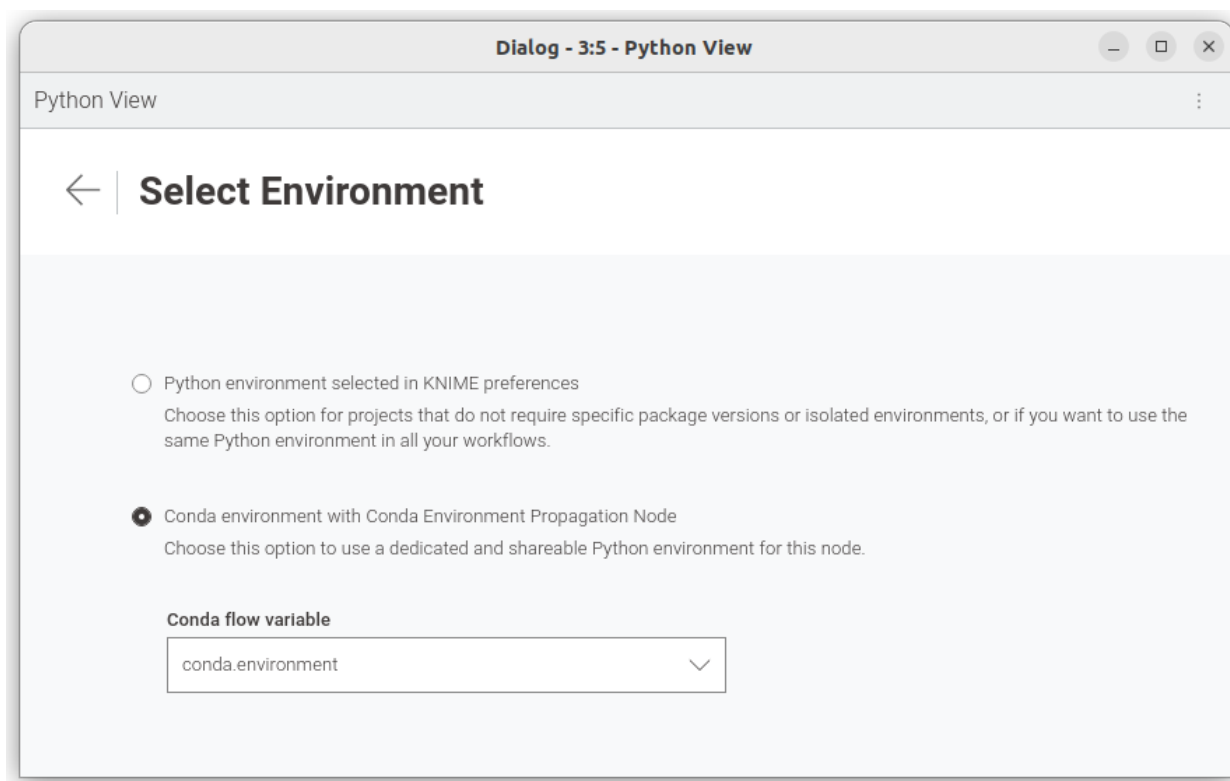 Dialog - 3:5 - Python View
Python View
Select Environment
Python environment selected in KNIME preferences
Choose this option for projects that do not require specific package versions or isolated environments, or if you want to use the
same Python environment in all your workflows.
Conda environment with Conda Environment Propagation Node
Choose this option to use a dedicated and shareable Python environment for this node.
Conda flow variable
conda.environment